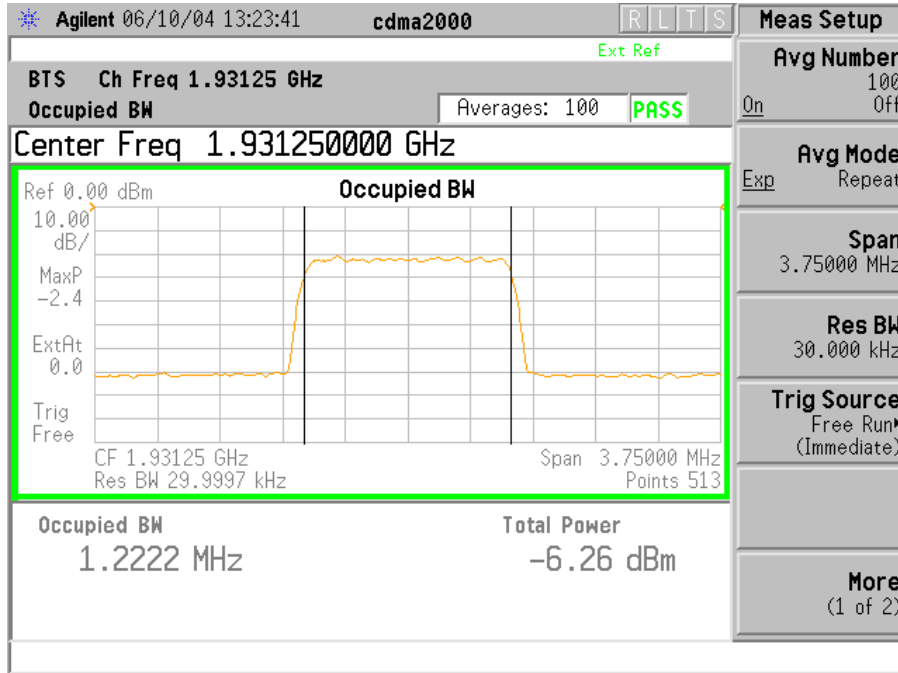 Agilent 06/10/04 13:23:41 cdma2000 R L T S Meas Setup
Ext Ref
BTS Ch Freq 1.93125 GHz
Occupied BW Averages: 100 PASS
Center Freq 1.931250000 GHz
Ref 0.00 dBm Occupied BW
10.00
dB/
MaxP
-2.4
ExtAt
0.0
Trig
Free
CF 1.93125 GHz Span 3.75000 MHz
Res BW 29.9997 kHz Points 513
Occupied BW Total Power
1.2222 MHz -6.26 dBm
Avg Number
100
On Off
Avg Mode
Exp Repeat
Span
3.75000 MHz
Res BW
30.000 kHz
Trig Source
Free Run
(Immediate)
More
(1 of 2)